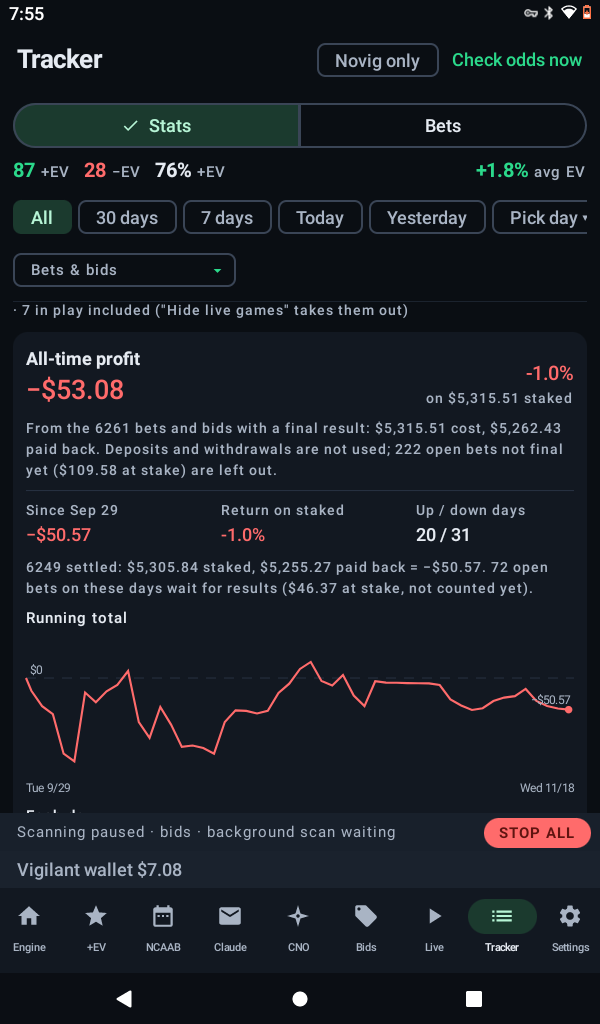 7:55
Tracker
Novig only
Check odds now
Stats
Bets
87 +EV 28 −EV 76% +EV
+1.8% avg EV
All
30 days
7 days
Today
Yesterday
Pick day
Bets & bids
· 7 in play included ("Hide live games" takes them out)
All-time profit
−$53.08
-1.0%
on $5,315.51 staked
From the 6261 bets and bids with a final result: $5,315.51 cost, $5,262.43
paid back. Deposits and withdrawals are not used; 222 open bets not final
yet ($109.58 at stake) are left out.
Since Sep 29
Return on staked
Up / down days
−$50.57
-1.0%
20 / 31
6249 settled: $5,305.84 staked, $5,255.27 paid back = −$50.57. 72 open
bets on these days wait for results ($46.37 at stake, not counted yet).
Running total
$0
-$50.57
Tue 9/29
Wed 11/18
Scanning paused · bids · background scan waiting
STOP ALL
Vigilant wallet $7.08
Engine
+EV
NCAAB
Claude
CNO
Bids
Live
Tracker
Settings